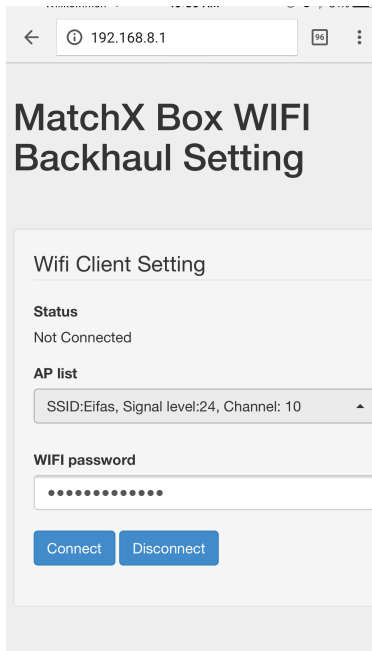 192.168.8.1
96
MatchX Box WIFI
Backhaul Setting
Wifi Client Setting
Status
Not Connected
AP list
SSID:Eifas, Signal level:24, Channel: 10
WIFI password
•••••••••••••
Connect Disconnect